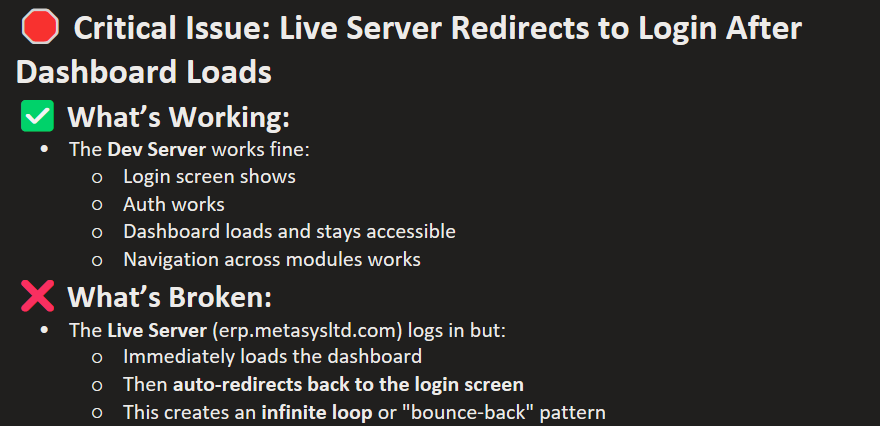 🛑 Critical Issue: Live Server Redirects to Login After
Dashboard Loads
✅ What’s Working:
• The Dev Server works fine:
o Login screen shows
o Auth works
o Dashboard loads and stays accessible
o Navigation across modules works
❌ What’s Broken:
• The Live Server (erp.metasysltd.com) logs in but:
o Immediately loads the dashboard
o Then auto-redirects back to the login screen
o This creates an infinite loop or "bounce-back" pattern